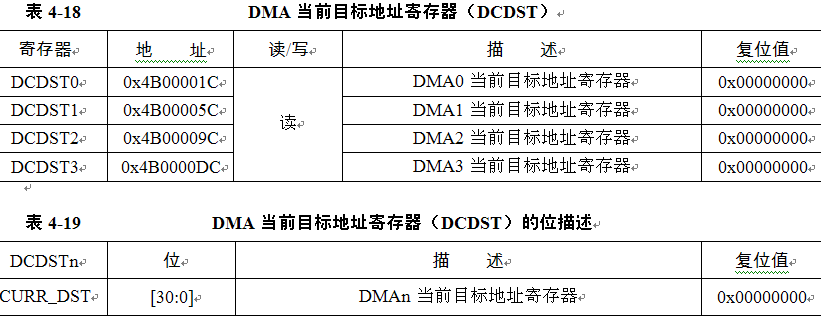 表 4-18 DMA 当前目标地址寄存器（DCDST）
寄存器 地 址 读/写 描 述 复位值
DCDST0 0x4B00001C 读 DMA0 当前目标地址寄存器 0x00000000
DCDST1 0x4B00005C DMA1 当前目标地址寄存器 0x00000000
DCDST2 0x4B00009C DMA2 当前目标地址寄存器 0x00000000
DCDST3 0x4B0000DC DMA3 当前目标地址寄存器 0x00000000
表 4-19 DMA 当前目标地址寄存器（DCDST）的位描述
DCDSTn 位 描 述 复位值
CURR_DST [30:0] DMAn 当前目标地址寄存器 0x00000000